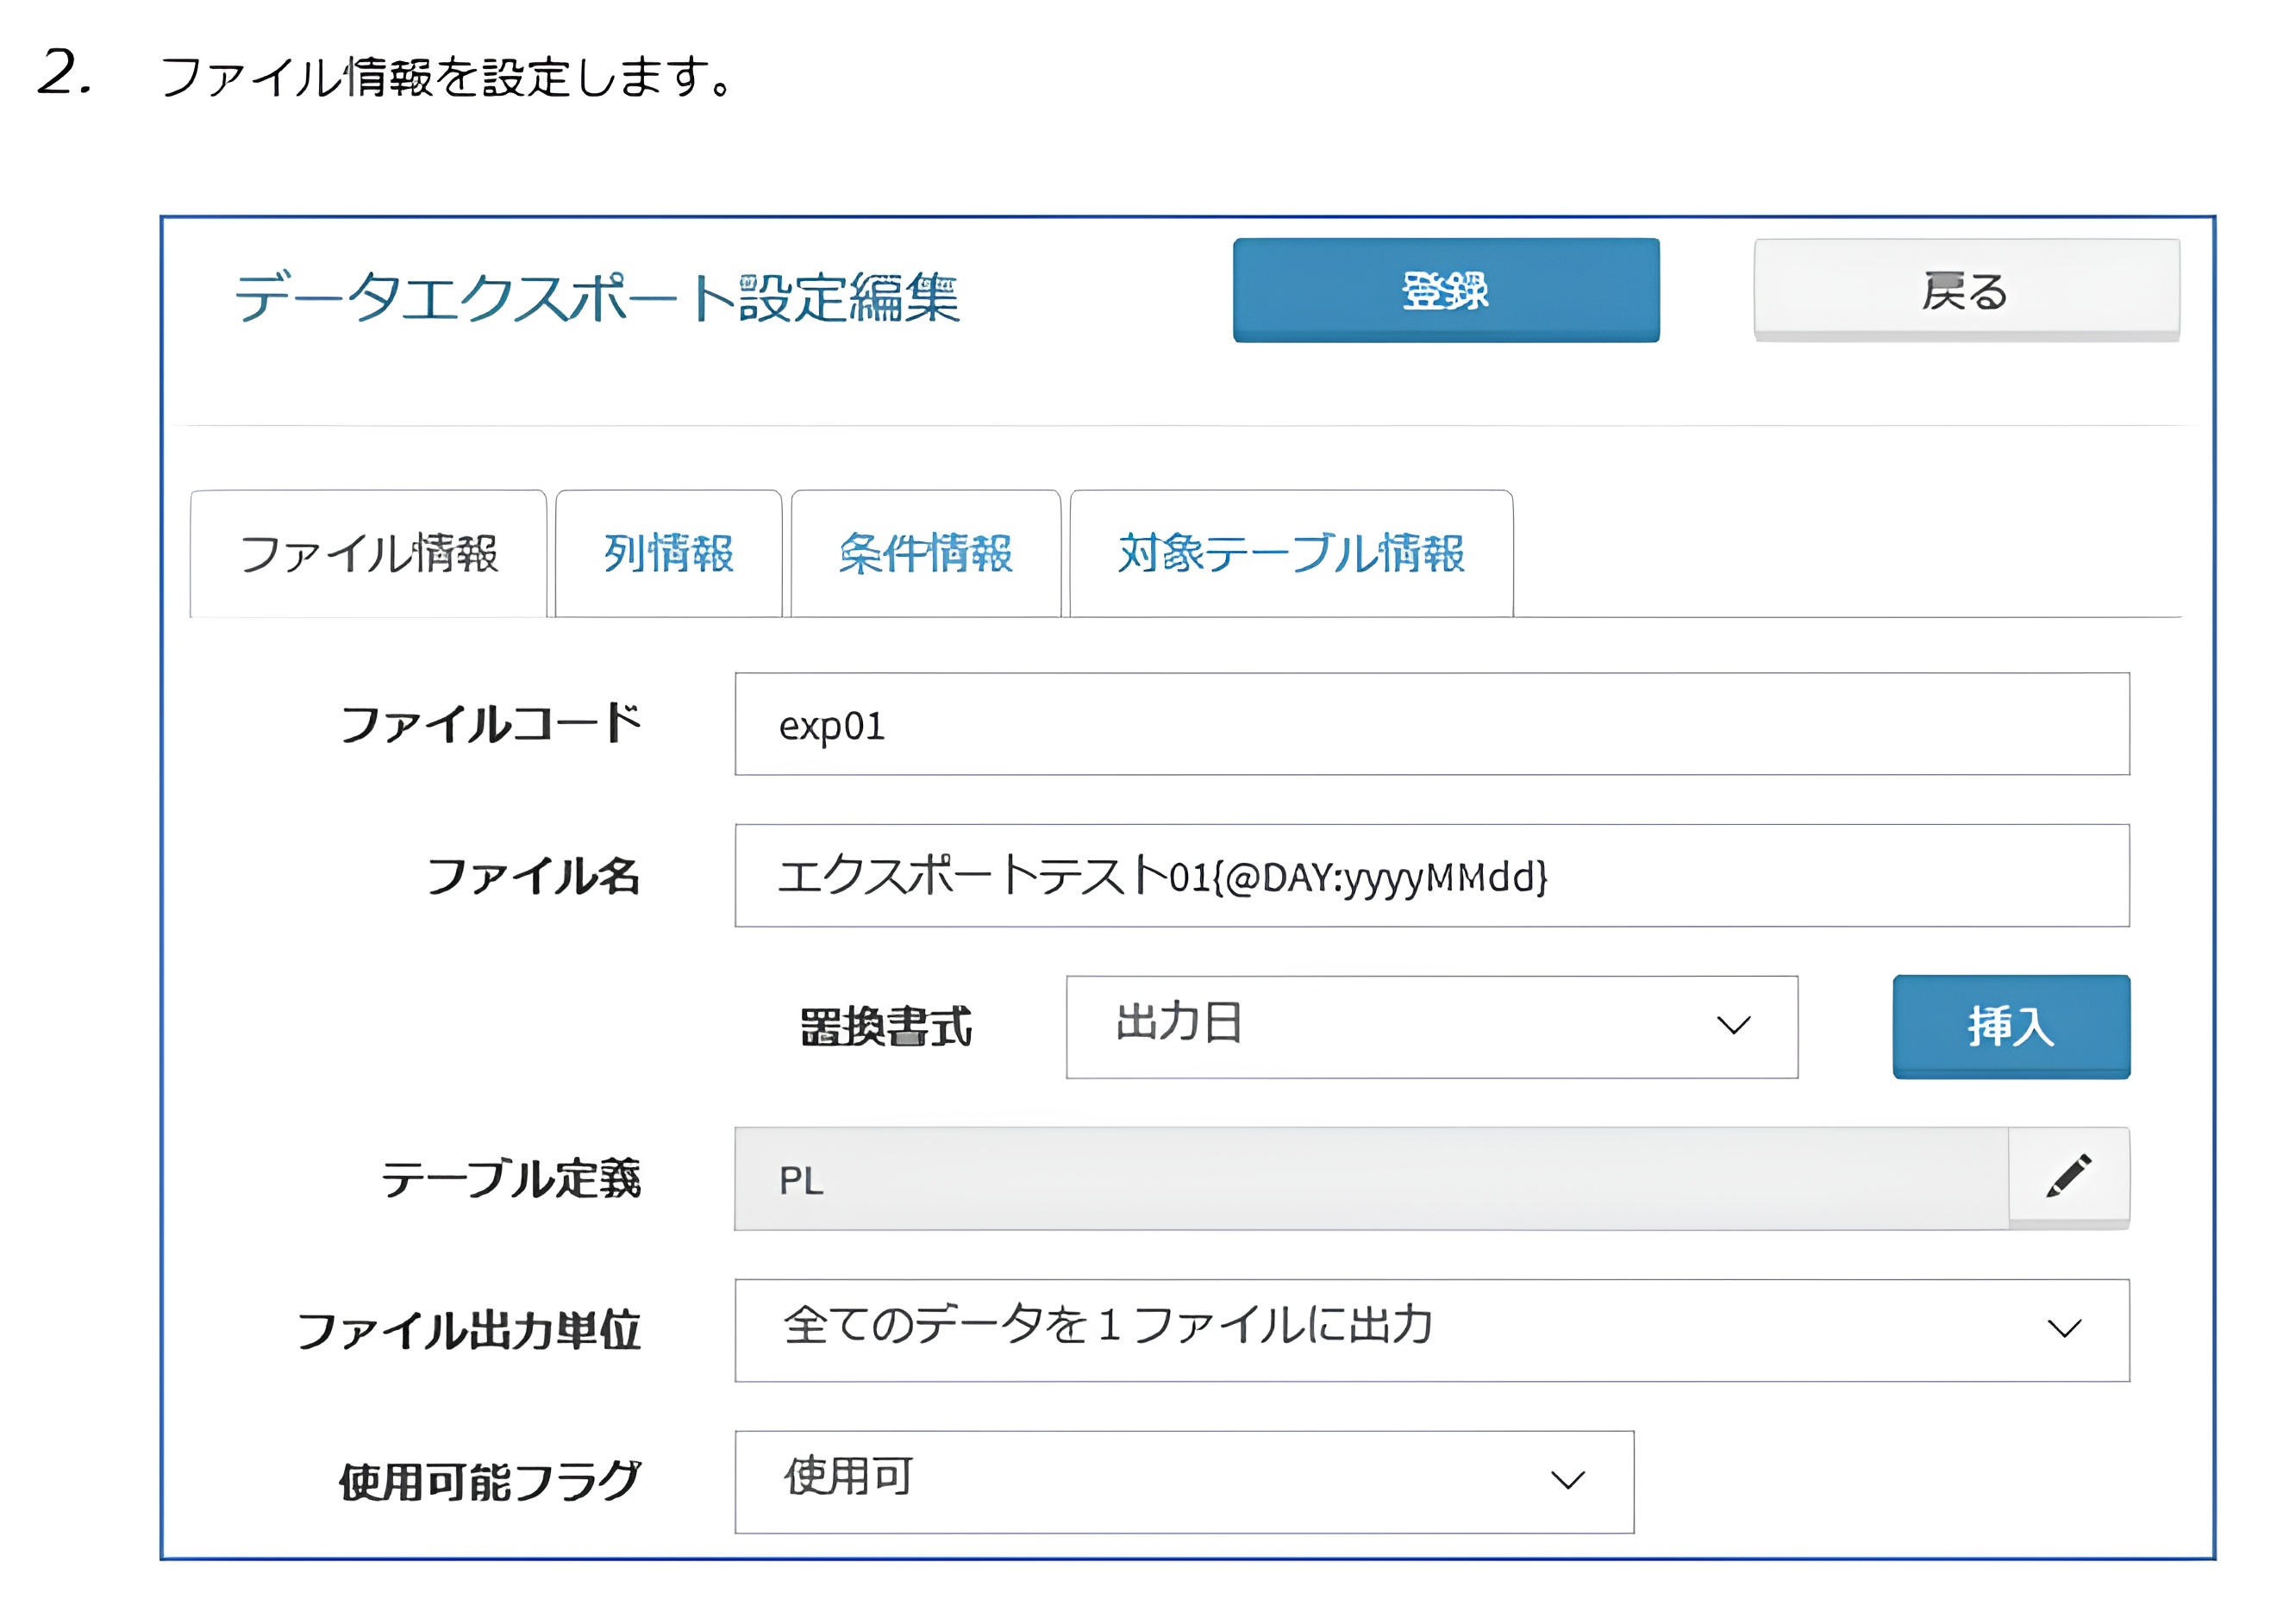 2. ファイル情報を設定します。
データエクスポート設定編集 登録 戻る
ファイル情報 列情報 条件情報 対象テーブル情報
ファイルコード exp01
ファイル名 エクスポートテスト01{@DAY:yyyyMMdd}
置換書式 出力日 挿入
テーブル定義 PL
ファイル出力単位 全てのデータを1ファイルに出力
使用可能フラグ 使用可